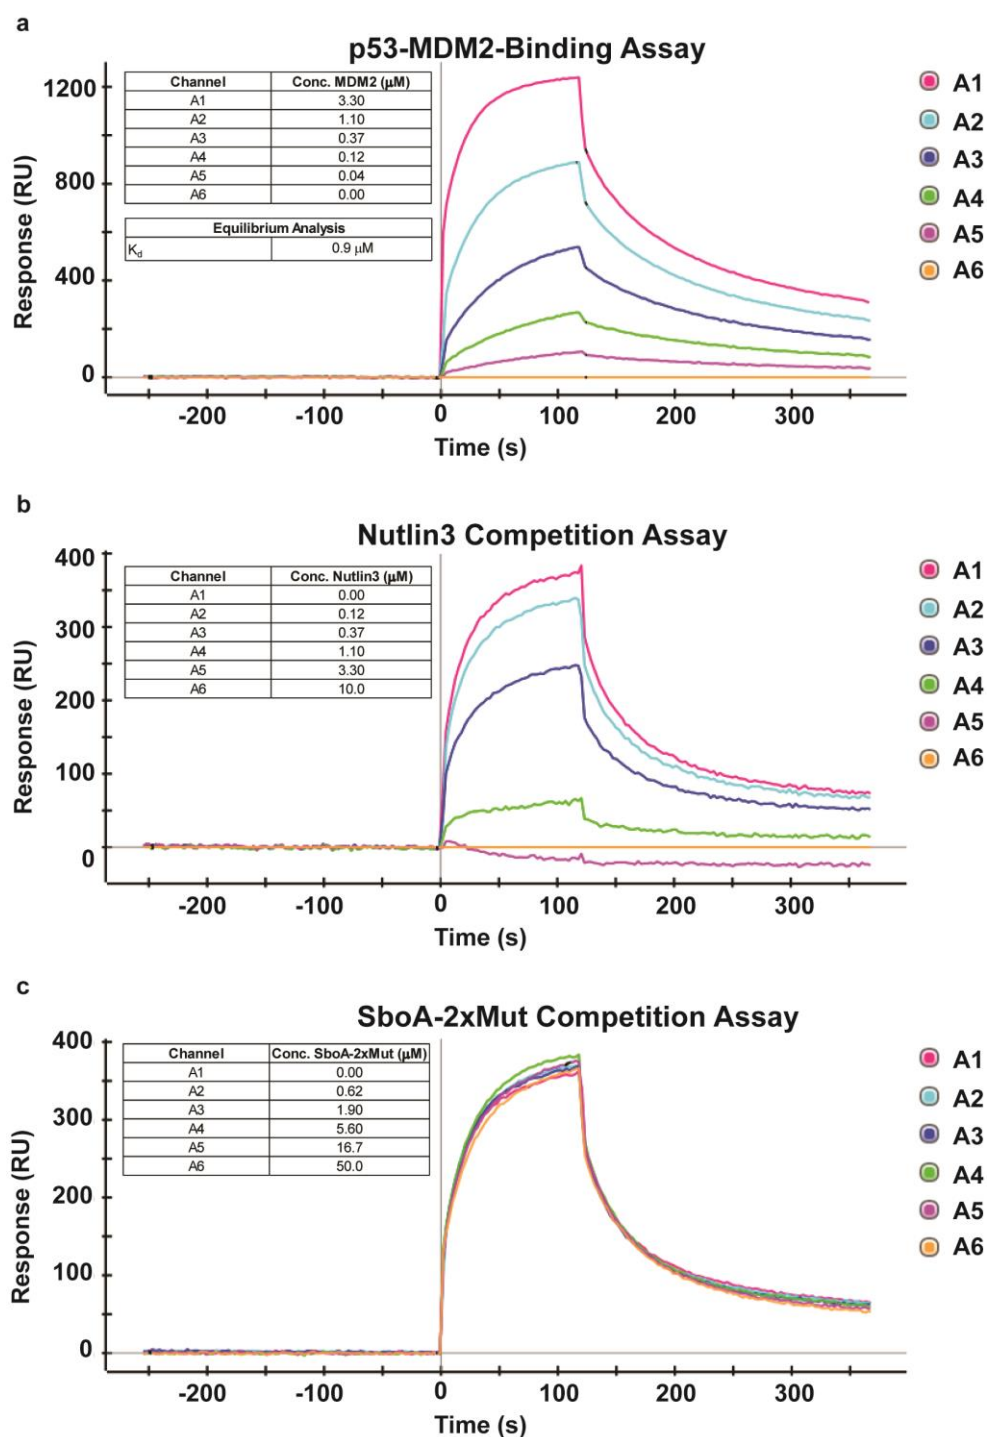 a
p53-MDM2-Binding Assay
Channel Conc. MDM2 (μM)
A1 3.30
A2 1.10
A3 0.37
A4 0.12
A5 0.04
A6 0.00
Equilibrium Analysis
Kd 0.9 μM
1200
800
400
0
Response (RU)
-200 -100 0 100 200 300
Time (s)
A1
A2
A3
A4
A5
A6
b
Nutlin3 Competition Assay
Channel Conc. Nutlin3 (μM)
A1 0.00
A2 0.12
A3 0.37
A4 1.10
A5 3.30
A6 10.0
400
300
200
100
0
Response (RU)
-200 -100 0 100 200 300
Time (s)
A1
A2
A3
A4
A5
A6
c
SboA-2xMut Competition Assay
Channel Conc. SboA-2xMut (μM)
A1 0.00
A2 0.62
A3 1.90
A4 5.60
A5 16.7
A6 50.0
400
300
200
100
0
Response (RU)
-200 -100 0 100 200 300
Time (s)
A1
A2
A3
A4
A5
A6